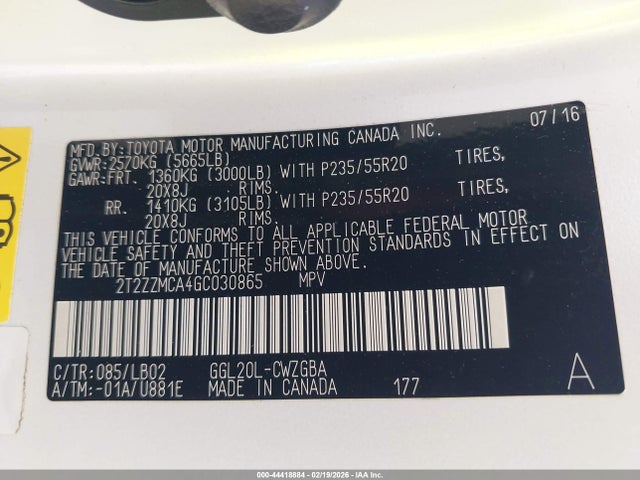 07/16
MFD. BY:TOYOTA MOTOR MANUFACTURING CANADA INC.
GVWR:2570KG (5665LB)
GAWR:FRT. 1360KG (3000LB) WITH P235/55R20 TIRES,
20X8J RIMS.
RR. 1410KG (3105LB) WITH P235/55R20 TIRES,
20X8J RIMS.
THIS VEHICLE CONFORMS TO ALL APPLICABLE FEDERAL MOTOR
VEHICLE SAFETY AND THEFT PREVENTION STANDARDS IN EFFECT ON
THE DATE OF MANUFACTURE SHOWN ABOVE.
2T2ZZMCA4GC030865 MPV
C/TR:085/LB02 GGL20L-CWZGBA
A/TM:-01A/U881E MADE IN CANADA 177 A
000-44418884 - 02/19/2026 - IAA Inc.